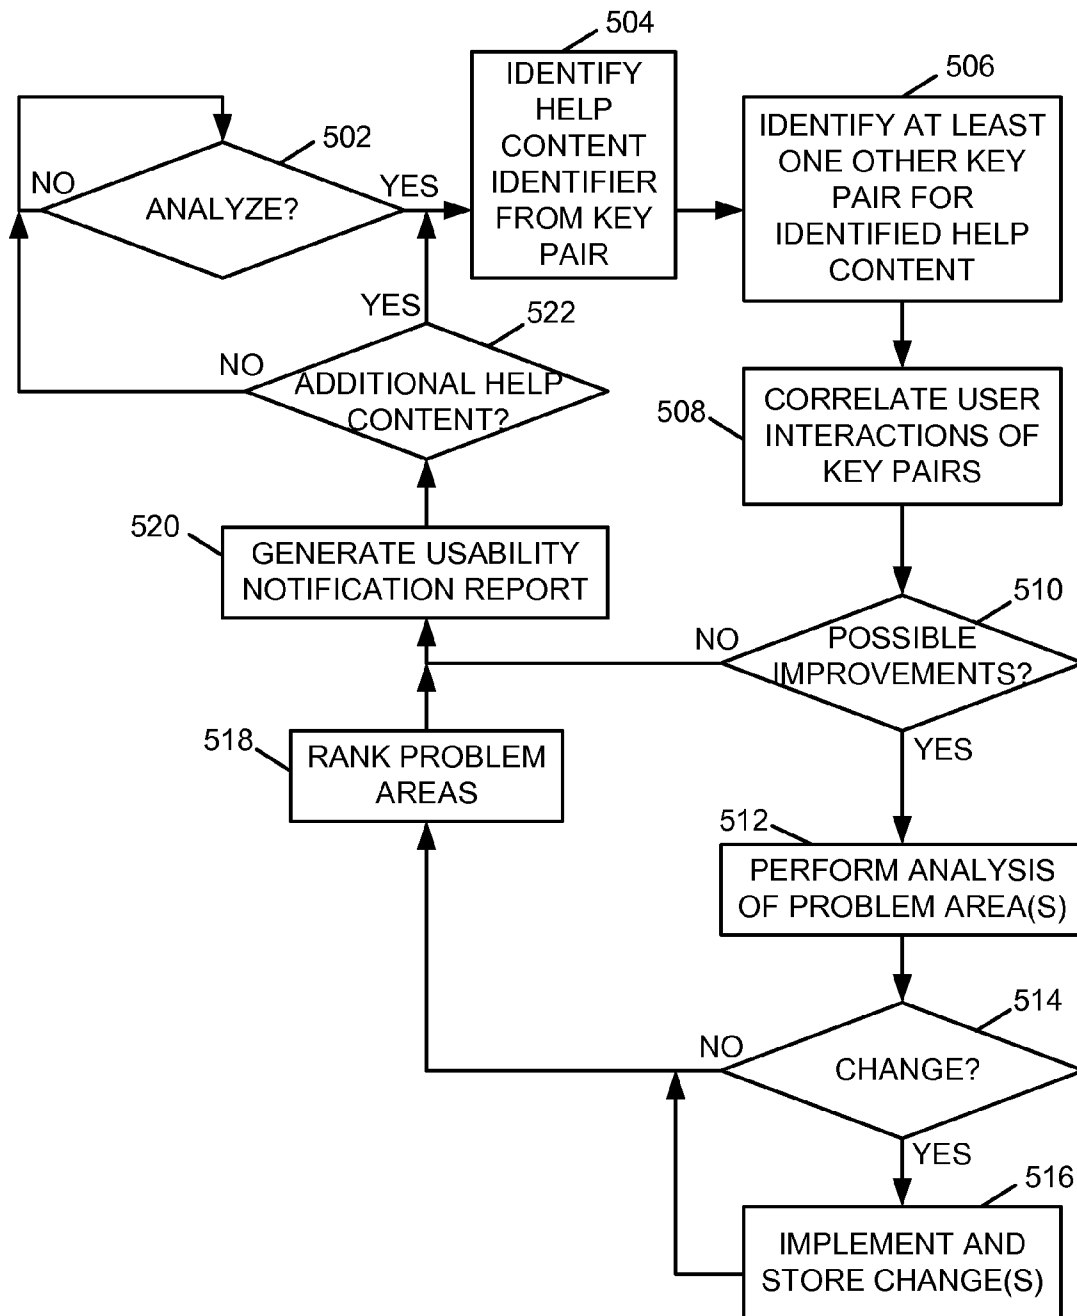 504
IDENTIFY
HELP
CONTENT
IDENTIFIER
FROM KEY
PAIR
506
IDENTIFY AT LEAST
ONE OTHER KEY
PAIR FOR
IDENTIFIED HELP
CONTENT
502
NO
ANALYZE?
YES
YES
522
NO
ADDITIONAL HELP
CONTENT?
508
CORRELATE USER
INTERACTIONS OF
KEY PAIRS
520
GENERATE USABILITY
NOTIFICATION REPORT
510
NO
POSSIBLE
IMPROVEMENTS?
YES
518
RANK PROBLEM
AREAS
512
PERFORM ANALYSIS
OF PROBLEM AREA(S)
514
NO
CHANGE?
YES
516
IMPLEMENT AND
STORE CHANGE(S)